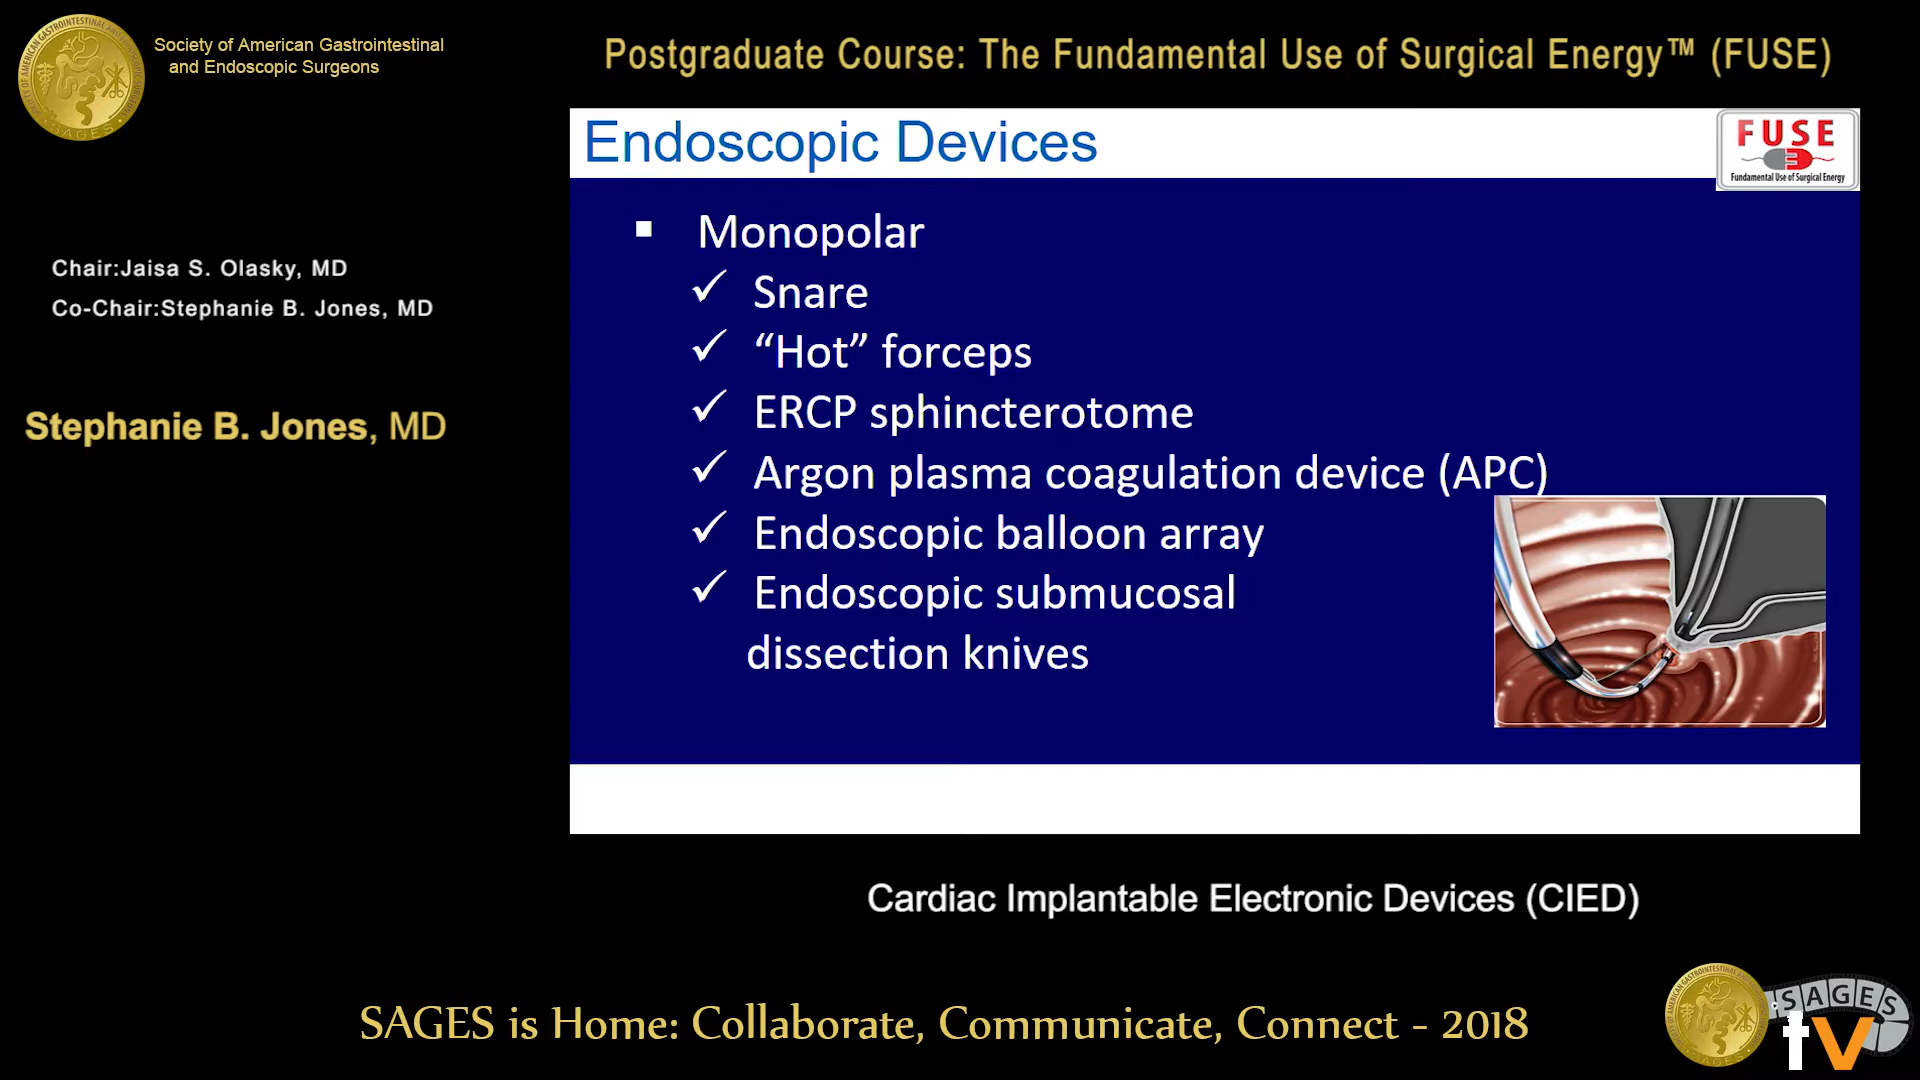 Society of American Gastrointestinal
and Endoscopic Surgeons
Postgraduate Course: The Fundamental Use of Surgical Energy™ (FUSE)
Endoscopic Devices
FUSE
Fundamental Use of Surgical Energy
Chair:Jaisa S. Olasky, MD
Co-Chair:Stephanie B. Jones, MD
Stephanie B. Jones, MD
▪ Monopolar
✓ Snare
✓ “Hot” forceps
✓ ERCP sphincterotome
✓ Argon plasma coagulation device (APC)
✓ Endoscopic balloon array
✓ Endoscopic submucosal
dissection knives
Cardiac Implantable Electronic Devices (CIED)
SAGES is Home: Collaborate, Communicate, Connect - 2018
SAGES
tv